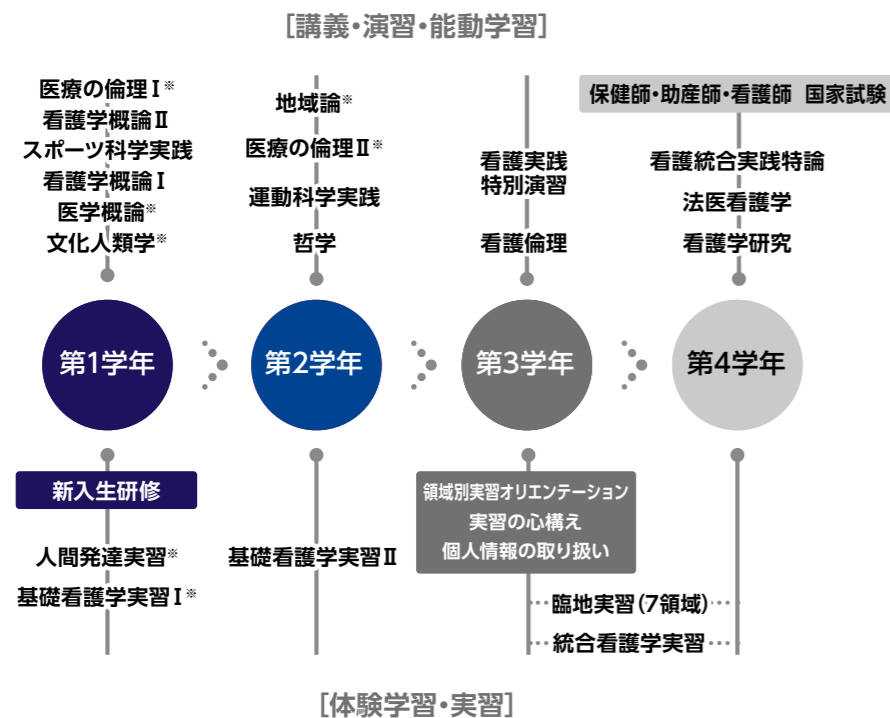 [講義・演習・能動学習]
医療の倫理Ⅰ※
看護学概論Ⅱ
スポーツ科学実践
看護学概論Ⅰ
医学概論※
文化人類学※
地域論※
医療の倫理Ⅱ※
運動科学実践
哲学
看護実践
特別演習
看護倫理
保健師・助産師・看護師 国家試験
看護統合実践特論
法医看護学
看護学研究
第1学年
第2学年
第3学年
第4学年
新入生研修
人間発達実習※
基礎看護学実習Ⅰ※
基礎看護学実習Ⅱ
領域別実習オリエンテーション
実習の心構え
個人情報の取り扱い
臨地実習(7領域)
統合看護学実習
[体験学習・実習]